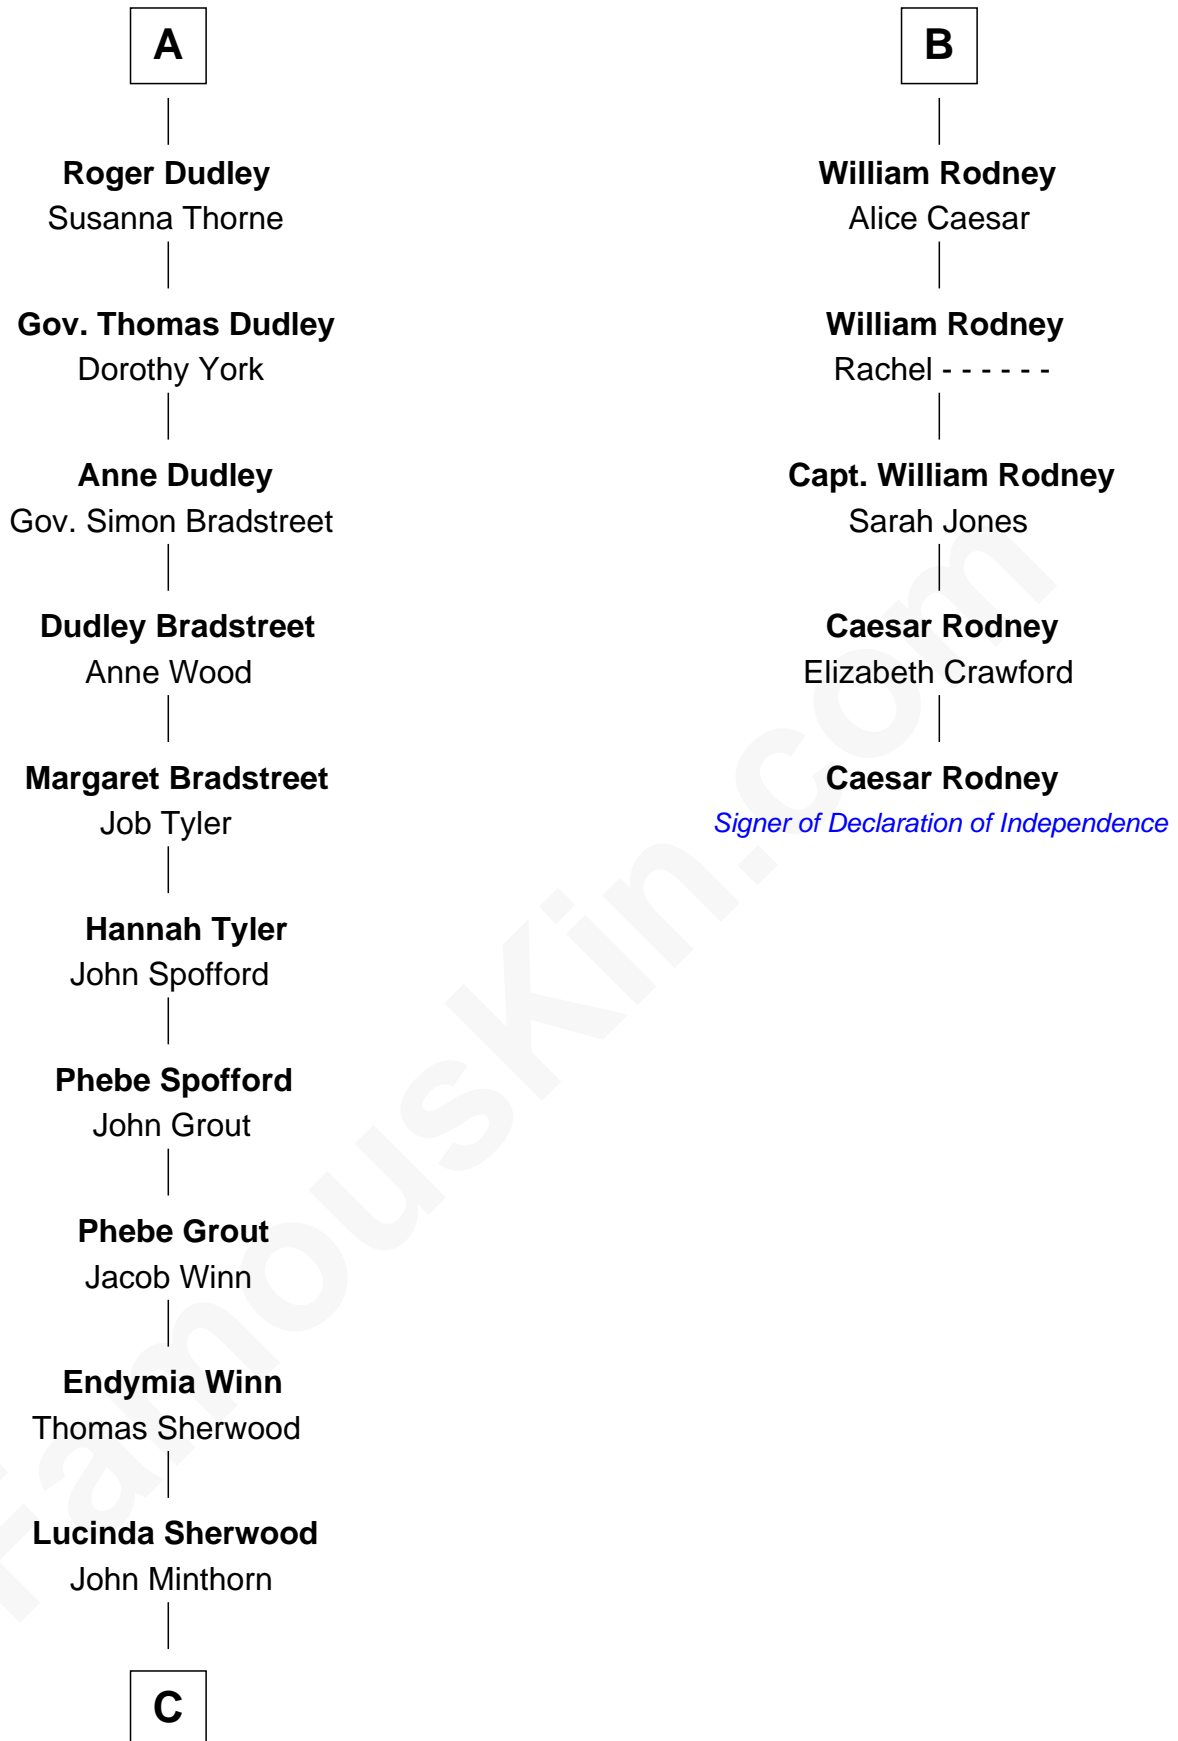 A
Roger Dudley
Susanna Thorne
Gov. Thomas Dudley
Dorothy York
Anne Dudley
Gov. Simon Bradstreet
Dudley Bradstreet
Anne Wood
Margaret Bradstreet
Job Tyler
Hannah Tyler
John Spofford
Phebe Spofford
John Grout
Phebe Grout
Jacob Winn
Endymia Winn
Thomas Sherwood
Lucinda Sherwood
John Minthorn
C
B
William Rodney
Alice Caesar
William Rodney
Rachel - - - - - -
Capt. William Rodney
Sarah Jones
Caesar Rodney
Elizabeth Crawford
Caesar Rodney
Signer of Declaration of Independence
FamousKin.com